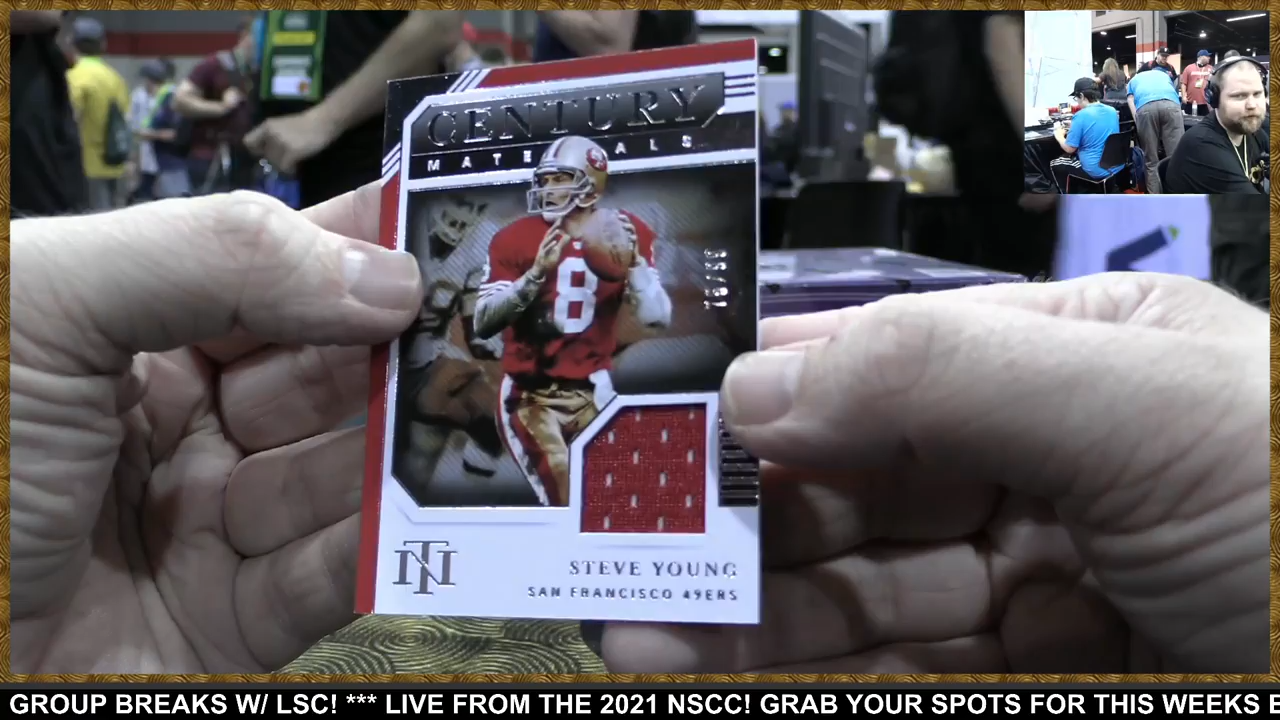 CENTURY
MATERIALS
8
STEVE YOUNG
SAN FRANCISCO 49ERS
GROUP BREAKS W/ LSC! *** LIVE FROM THE 2021 NSCC! GRAB YOUR SPOTS FOR THIS WEEKS